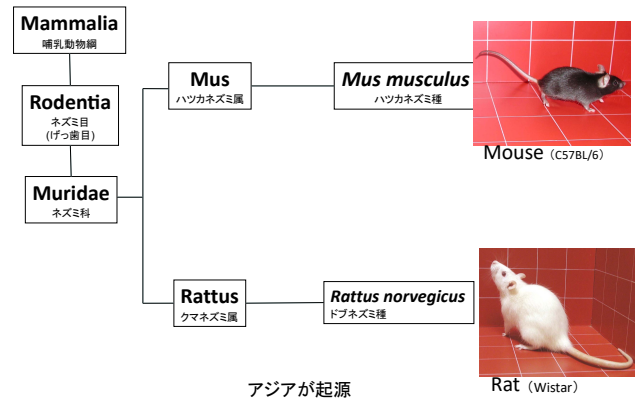 Mammalia
哺乳動物綱
Rodentia
ネズミ目
(げっ歯目)
Muridae
ネズミ科
Mus
ハツカネズミ属
Mus musculus
ハツカネズミ種
Mouse (C57BL/6)
Rattus
クマネズミ属
Rattus norvegicus
ドブネズミ種
Rat (Wistar)
アジアが起源